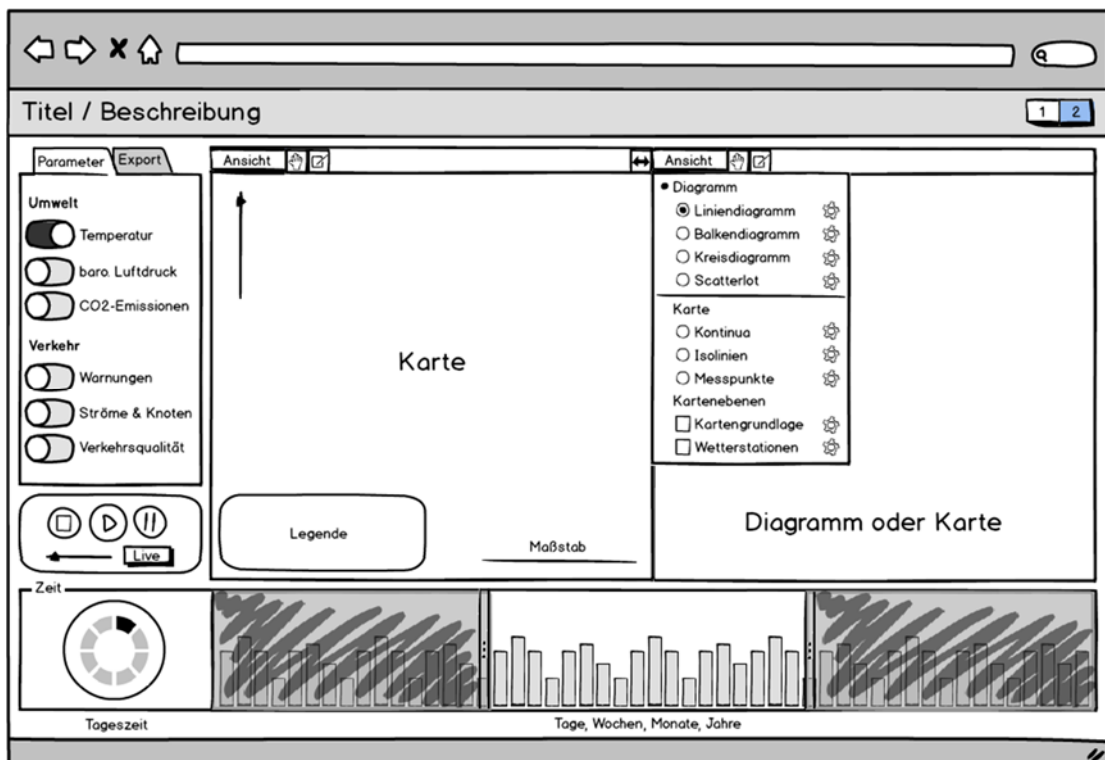 Titel / Beschreibung
1 2
Parameter Export
Umwelt
Temperatur
baro. Luftdruck
CO2-Emissionen
Verkehr
Warnungen
Ströme & Knoten
Verkehrsqualität
Live
Ansicht
Karte
Legende
Maßstab
Ansicht
Diagramm
Liniendiagramm
Balkendiagramm
Kreisdiagramm
Scatterlot
Karte
Kontinua
Isolinien
Messpunkte
Kartenebenen
Kartengrundlage
Wetterstationen
Diagramm oder Karte
Zeit
Tageszeit
Tage, Wochen, Monate, Jahre